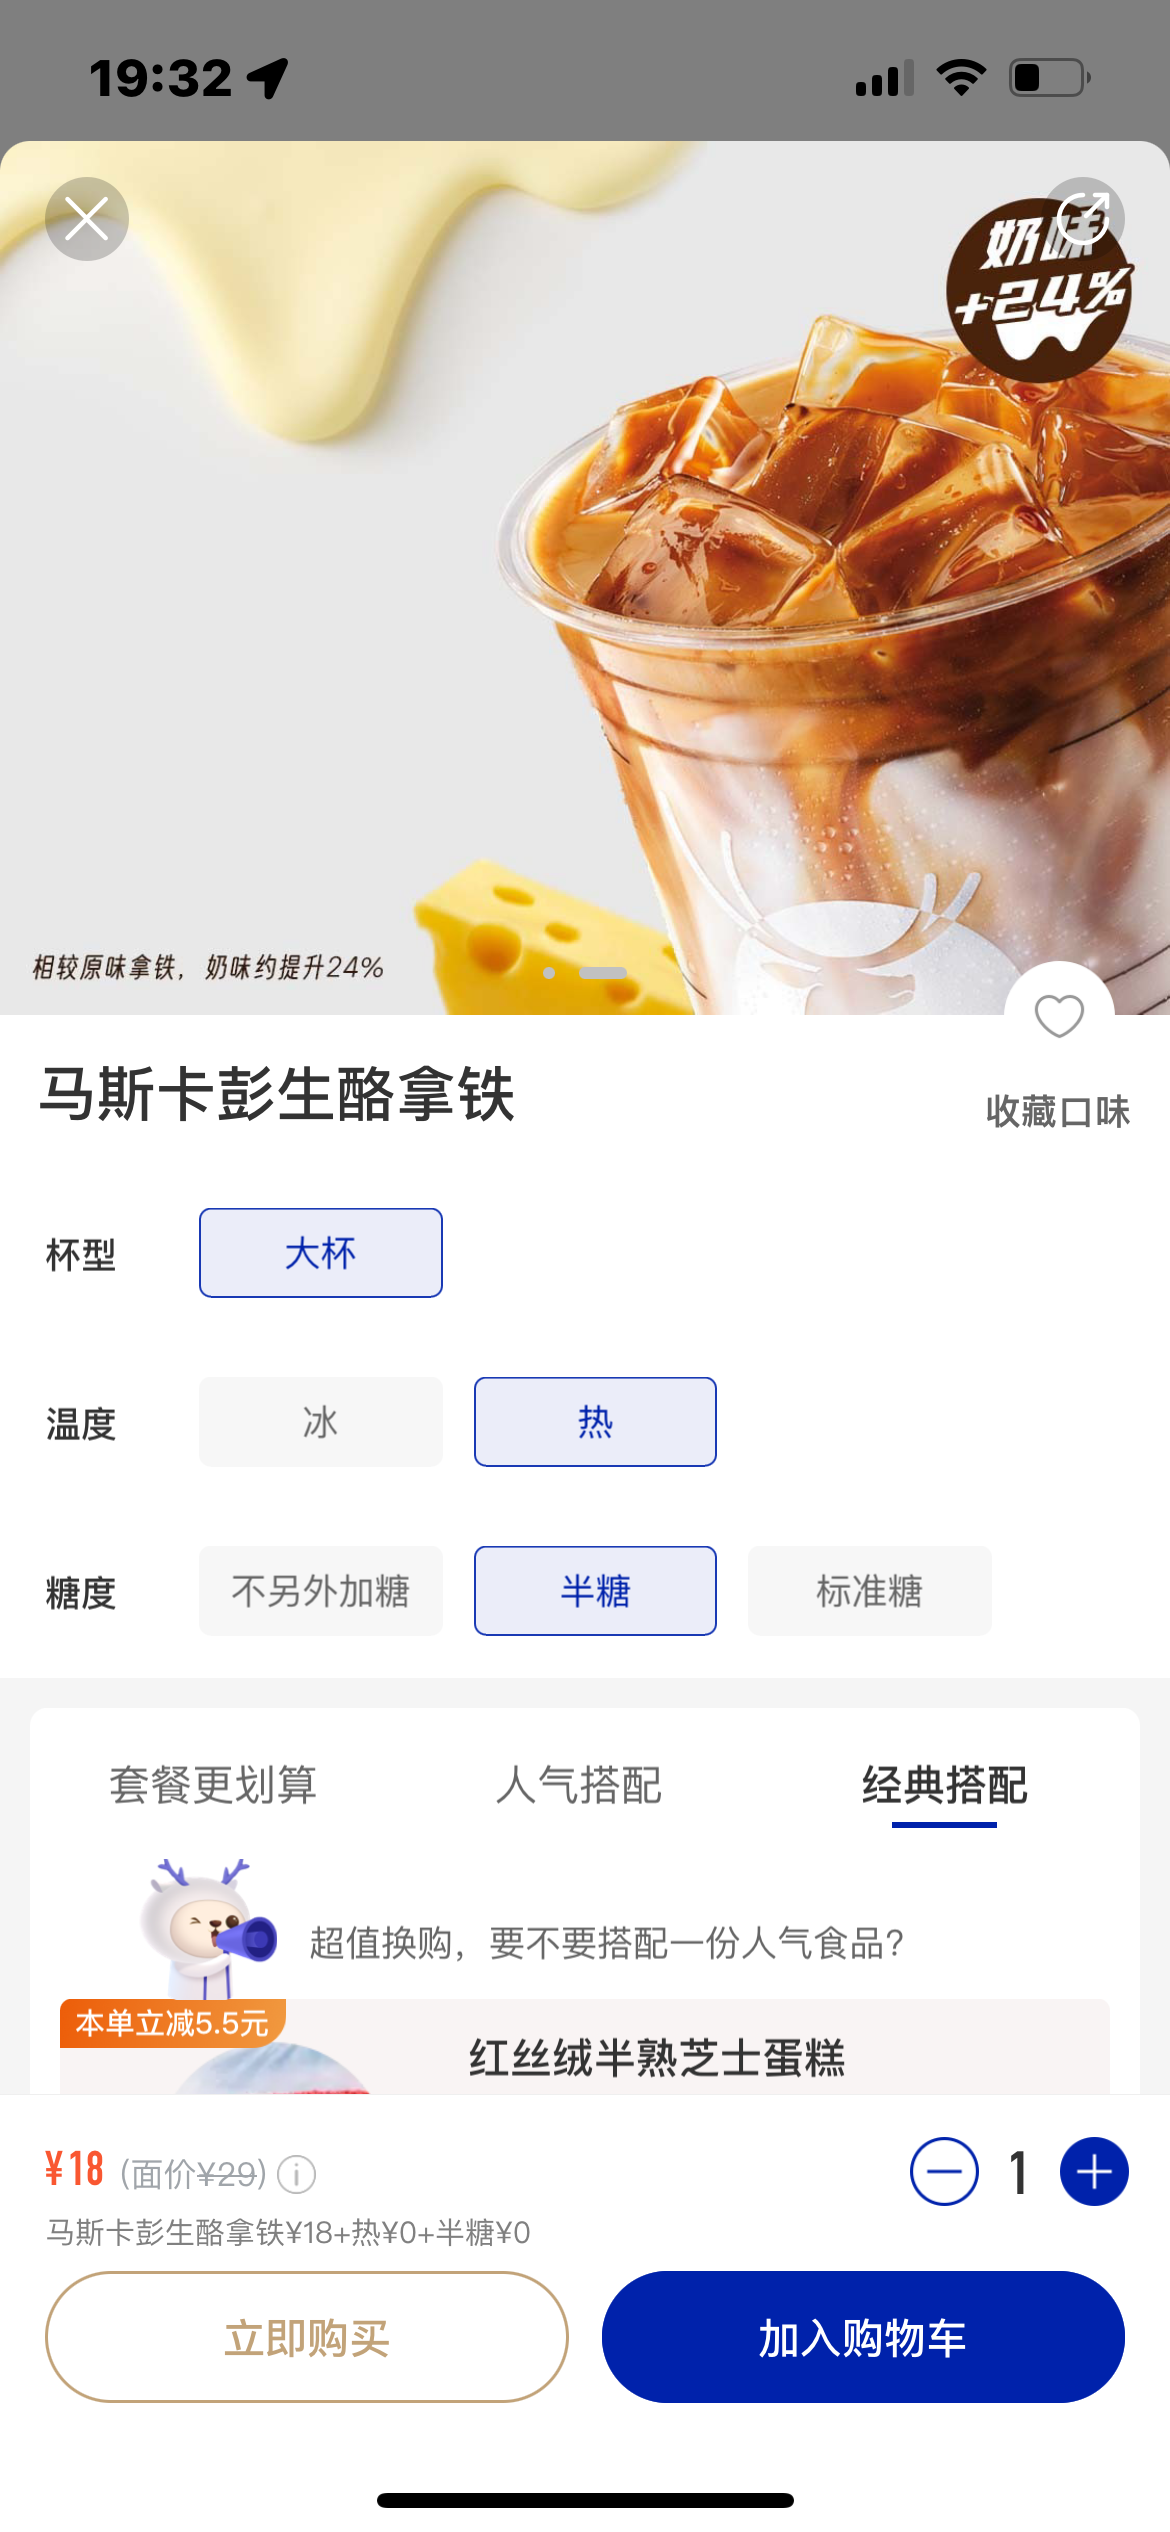 19:32
奶味
+24%
相较原味拿铁，奶味约提升24%
马斯卡彭生酪拿铁
收藏口味
杯型
大杯
温度
冰
热
糖度
不另外加糖
半糖
标准糖
套餐更划算
人气搭配
经典搭配
超值换购，要不要搭配一份人气食品?
本单立减5.5元
红丝绒半熟芝士蛋糕
¥18 (面价¥29)
1
马斯卡彭生酪拿铁¥18+热¥0+半糖¥0
立即购买
加入购物车